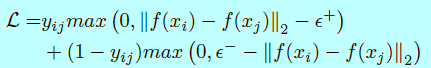 ℒ = y_{ij} max (0, ‖f(x_i) − f(x_j)‖_2 − ϵ^+)
+ (1 − y_{ij}) max (0, ϵ^− − ‖f(x_i) − f(x_j)‖_2)